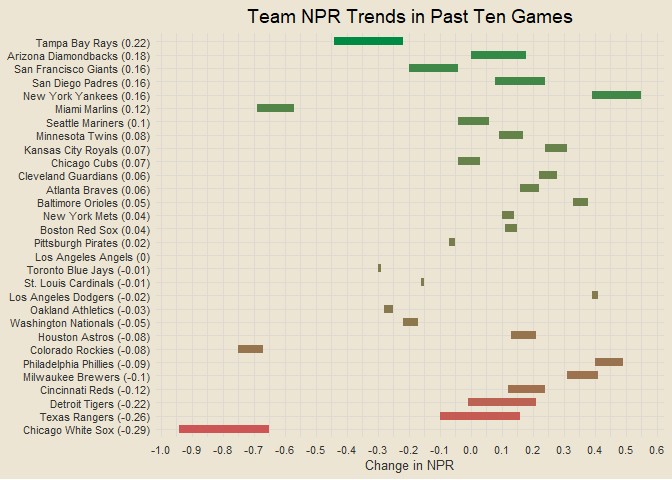 Team NPR Trends in Past Ten Games
Tampa Bay Rays (0.22)
Arizona Diamondbacks (0.18)
San Francisco Giants (0.16)
San Diego Padres (0.16)
New York Yankees (0.16)
Miami Marlins (0.12)
Seattle Mariners (0.1)
Minnesota Twins (0.08)
Kansas City Royals (0.07)
Chicago Cubs (0.07)
Cleveland Guardians (0.06)
Atlanta Braves (0.06)
Baltimore Orioles (0.05)
New York Mets (0.04)
Boston Red Sox (0.04)
Pittsburgh Pirates (0.02)
Los Angeles Angels (0)
Toronto Blue Jays (-0.01)
St. Louis Cardinals (-0.01)
Los Angeles Dodgers (-0.02)
Oakland Athletics (-0.03)
Washington Nationals (-0.05)
Houston Astros (-0.08)
Colorado Rockies (-0.08)
Philadelphia Phillies (-0.09)
Milwaukee Brewers (-0.1)
Cincinnati Reds (-0.12)
Detroit Tigers (-0.22)
Texas Rangers (-0.26)
Chicago White Sox (-0.29)
-1.0 -0.9 -0.8 -0.7 -0.6 -0.5 -0.4 -0.3 -0.2 -0.1 0.0 0.1 0.2 0.3 0.4 0.5 0.6
Change in NPR